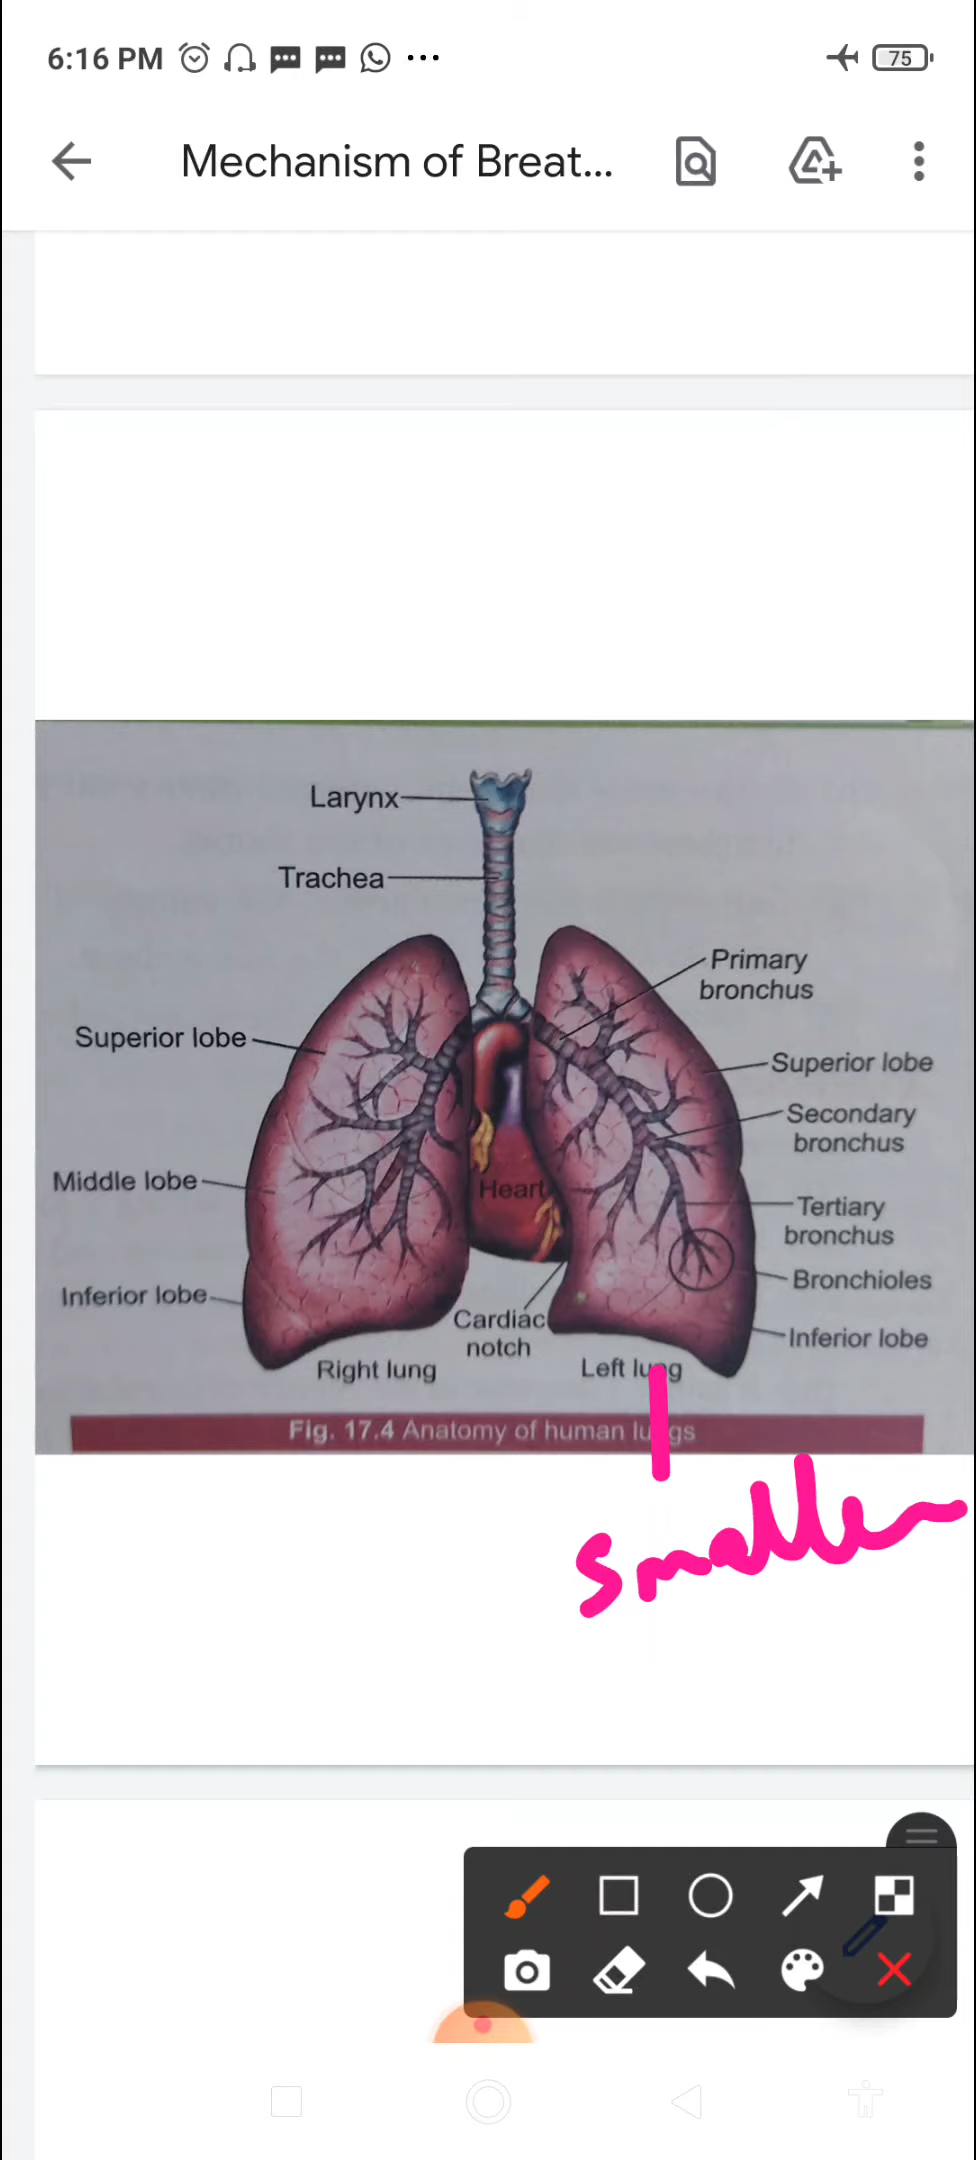 6:16 PM
75
Mechanism of Breat...
Larynx
Trachea
Primary
bronchus
Superior lobe
Superior lobe
Secondary
bronchus
Middle lobe
Heart
Tertiary
bronchus
Bronchioles
Inferior lobe
Cardiac
notch
Inferior lobe
Right lung
Left lung
Fig. 17.4 Anatomy of human lungs
smaller